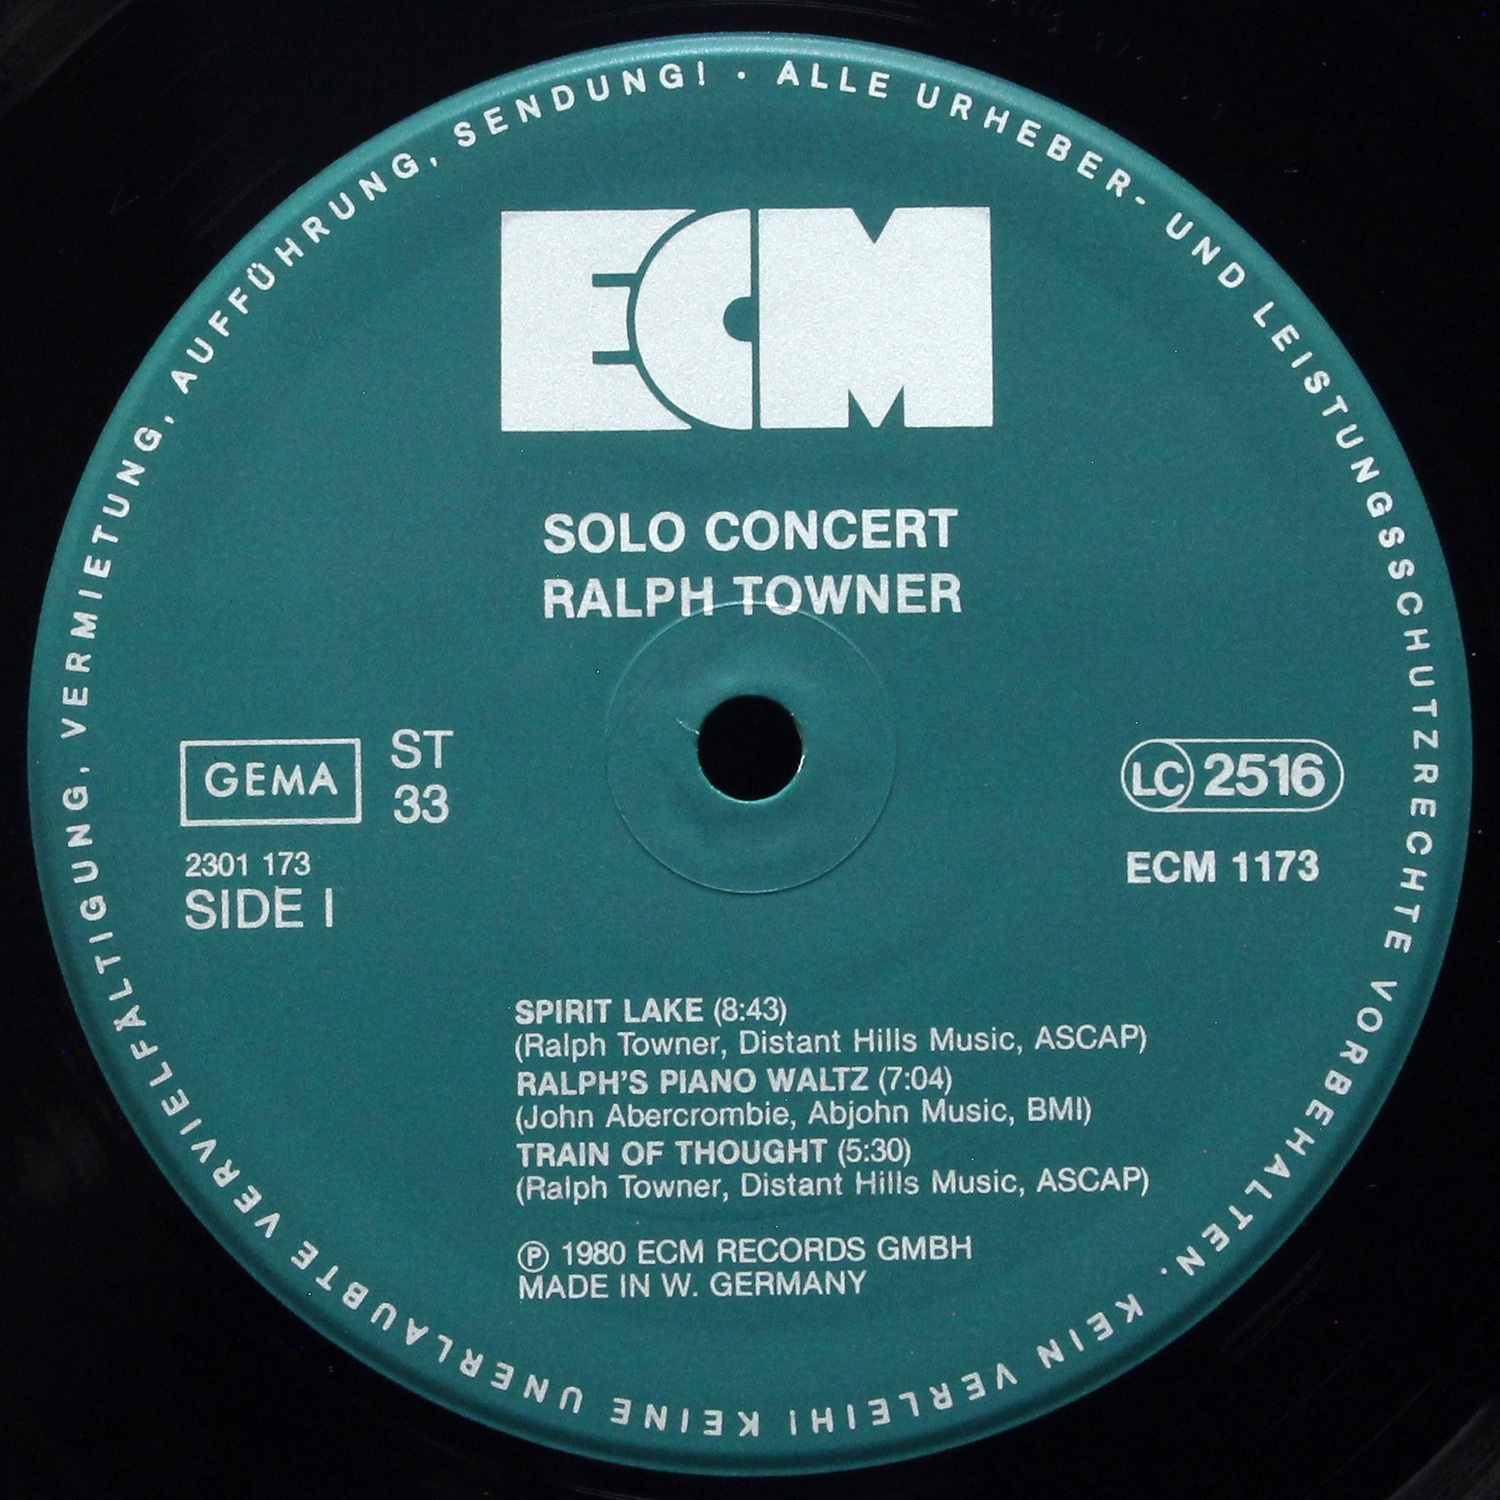 ALLE URHEBER- UND LEISTUNGSSCHUTZRECHTE VORBEHALTEN. KEIN VERLEIH! KEINE UNERLAUBTE VERVIELFÄLTIGUNG, VERMIETUNG, AUFFÜHRUNG, SENDUNG! ·
ECM
SOLO CONCERT
RALPH TOWNER
GEMA
ST
33
LC 2516
2301 173
SIDE I
ECM 1173
SPIRIT LAKE (8:43)
(Ralph Towner, Distant Hills Music, ASCAP)
RALPH'S PIANO WALTZ (7:04)
(John Abercrombie, Abjohn Music, BMI)
TRAIN OF THOUGHT (5:30)
(Ralph Towner, Distant Hills Music, ASCAP)
℗ 1980 ECM RECORDS GMBH
MADE IN W. GERMANY